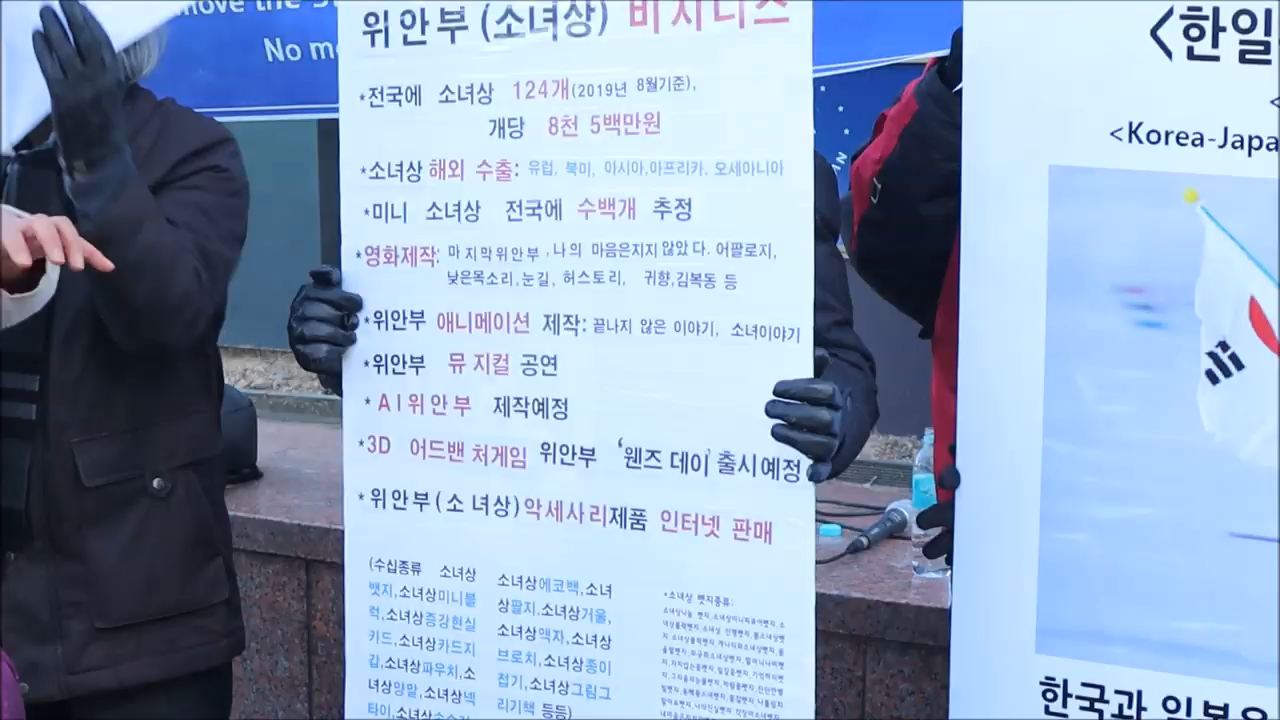 No m
위안부(소녀상) 비지니스
*전국에 소녀상 124개(2019년 8월기준),
개당 8천 5백만원
*소녀상 해외 수출: 유럽, 북미, 아시아,아프리카, 오세아니아
*미니 소녀상 전국에 수백개 추정
*영화제작: 마지막위안부, 나의 마음은지지않았다. 어폴로지,
낮은목소리,눈길, 허스토리, 귀향,김복동 등
*위안부 애니메이션 제작: 끝나지 않은 이야기, 소녀이야기
*위안부 뮤지컬 공연
*AI위안부 제작예정
*3D 어드밴처게임 위안부 '웬즈데이' 출시예정
*위안부(소녀상)악세사리제품 인터넷 판매
(수십종류 소녀상
뱃지,소녀상미니블
럭,소녀상증강현실
카드,소녀상카드지
갑,소녀상파우치,소
녀상양말,소녀상넥
소녀상에코백,소녀
상팔지,소녀상거울,
소녀상액자,소녀상
브로치,소녀상종이
접기,소녀상그림그
리기책 등등)
*소녀상 뱃지종류:
<한일
<Korea-Japa
한국과 일본은